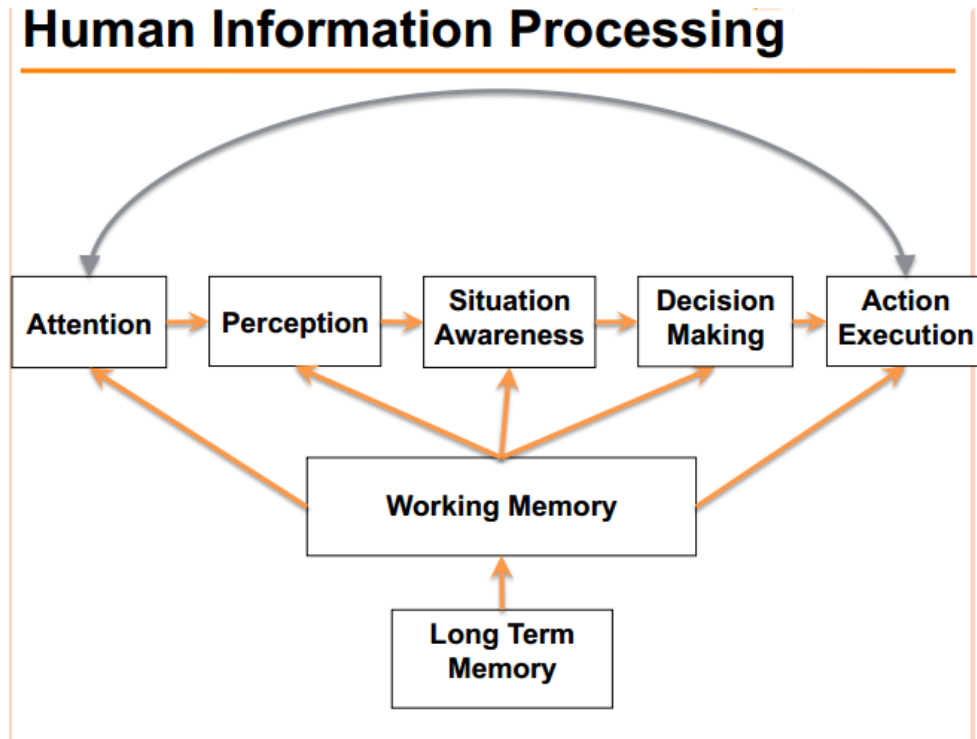 Human Information Processing
Attention
Perception
Situation
Awareness
Decision
Making
Action
Execution
Working Memory
Long Term
Memory